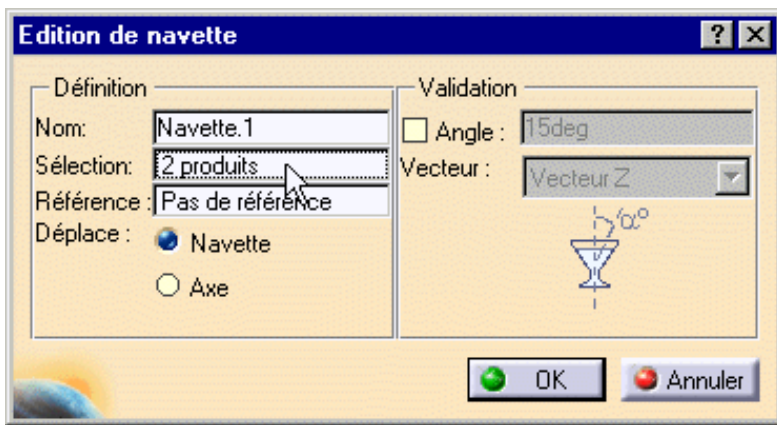 Edition de navette
Définition
Nom: Navette.1
Sélection: 2 produits
Référence : Pas de référence
Déplace : Navette
Axe
Validation
Angle : 15deg
Vecteur : Vecteur Z
α°
OK
Annuler